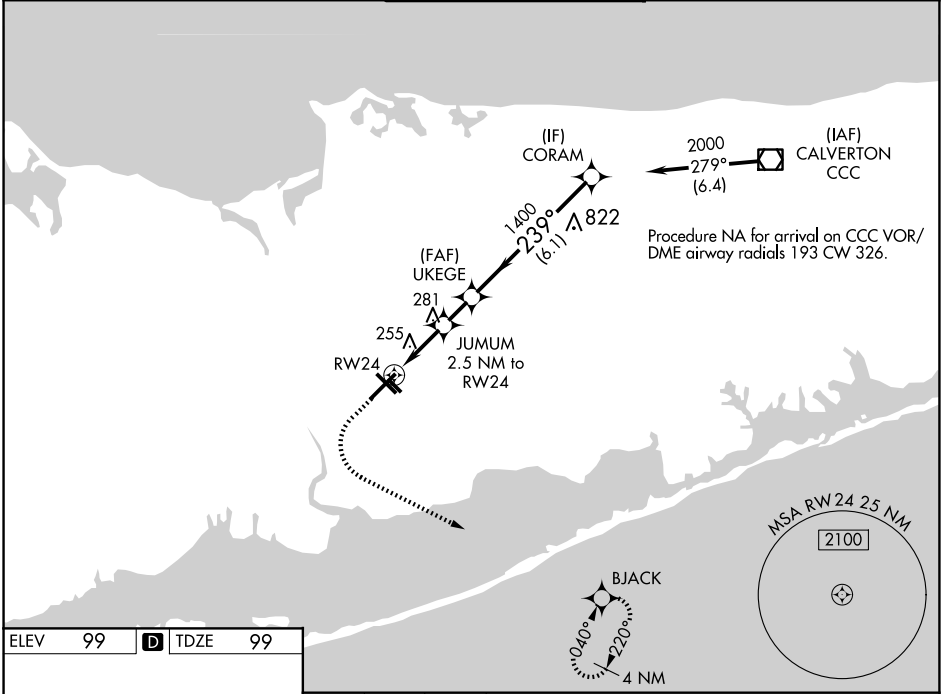 (IF)
CORAM
2000
279°
(6.4)
(IAF)
CALVERTON
CCC
1400
239°
(6.1)
822
Procedure NA for arrival on CCC VOR/
DME airway radials 193 CW 326.
(FAF)
UKEGE
281
255
JUMUM
2.5 NM to
RW24
RW24
MSA RW24 25 NM
2100
BJACK
040°
220°
4 NM
ELEV 99 D TDZE 99